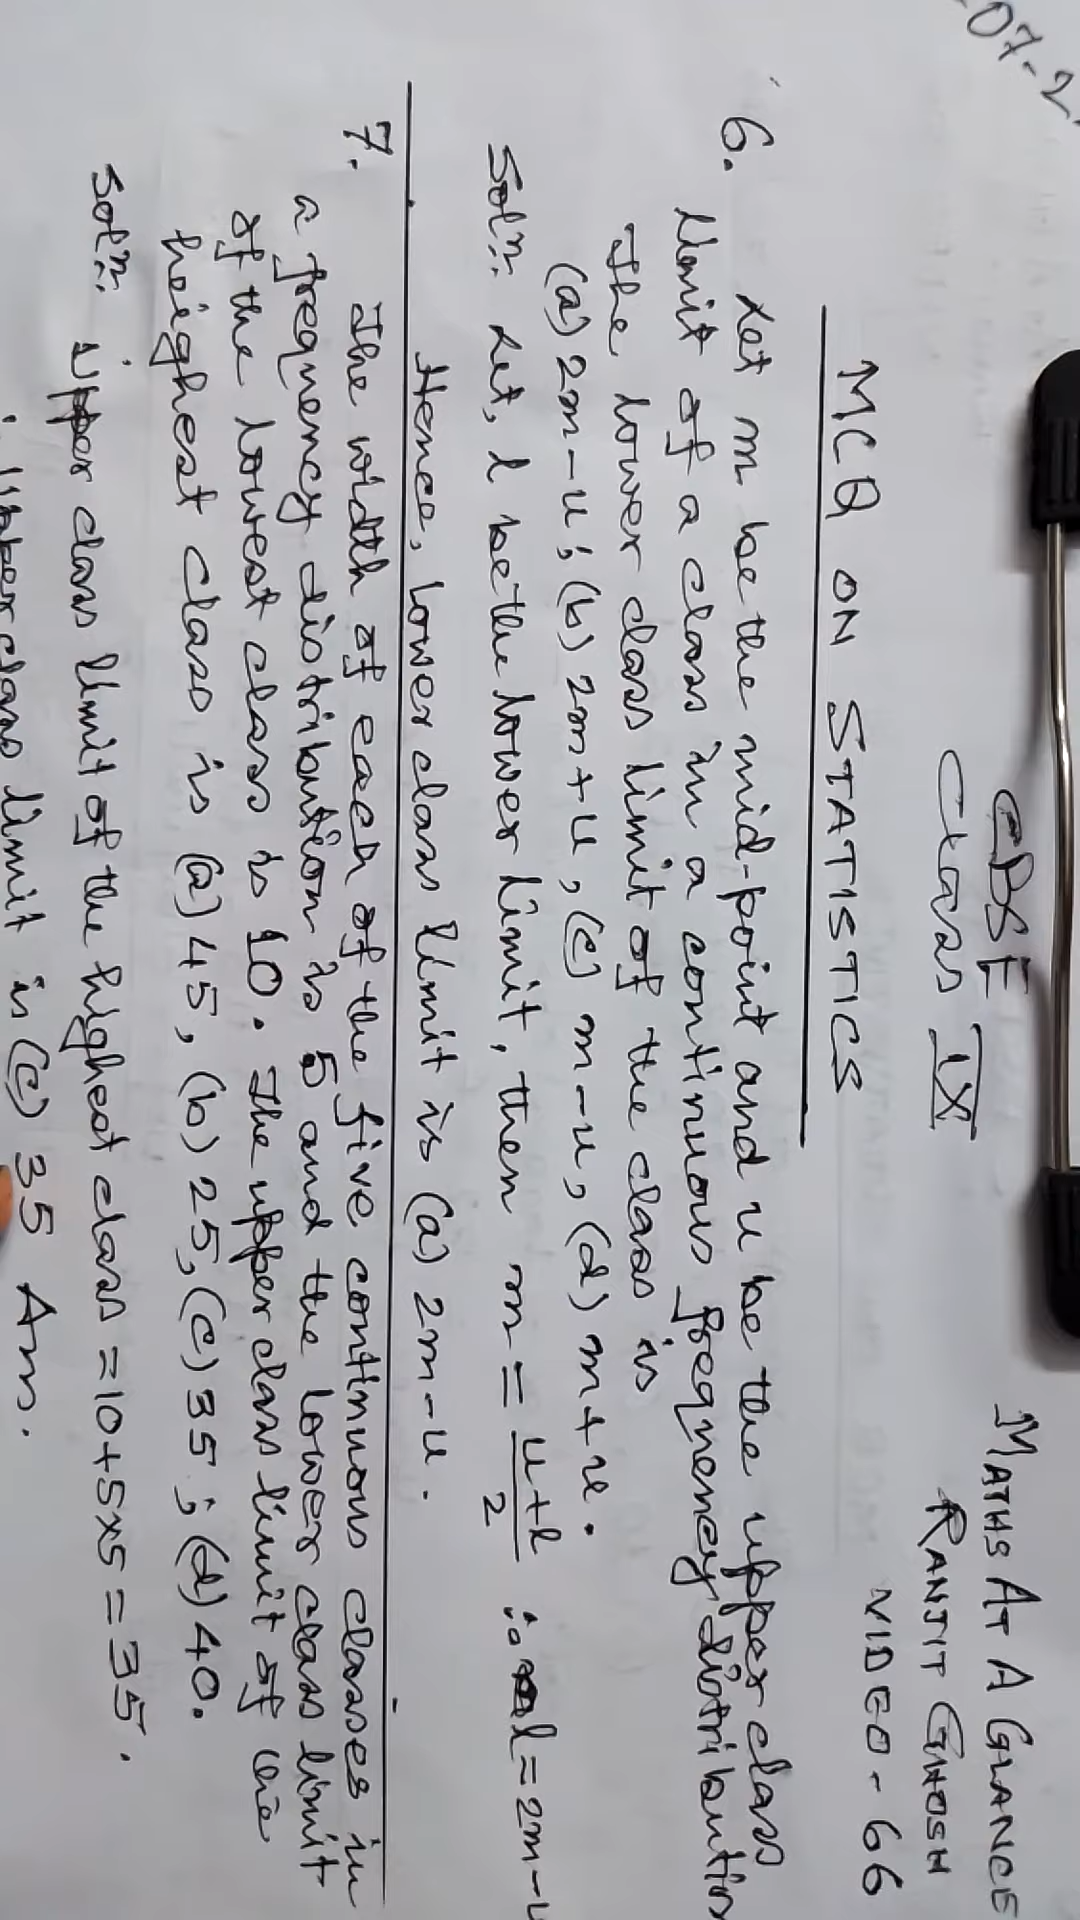 07-2
CBSE
Class IX
MATHS AT A GLANCE
RANJIT GHOSH
VIDEO - 66
MCQ ON STATISTICS
6. Let m be the mid-point and u be the upper class
limit of a class in a continuous frequency distribution
The lower class limit of the class is
(a) 2m-u; (b) 2m+u, (c) m-u, (d) m+u.
Solⁿ: Let, l be the lower limit, then m = (u+l)/2 ∴ l = 2m-u
Hence, lower class limit is (a) 2m-u.
7. The width of each of the five continuous classes in
a frequency distribution is 5 and the lower class limit
of the lowest class is 10. The upper class limit of the
heighest class is (a) 45, (b) 25, (c) 35; (d) 40.
Solⁿ: Upper class limit of the highest class = 10+5×5 = 35.
∴ Upper class limit is (c) 35 Ans.